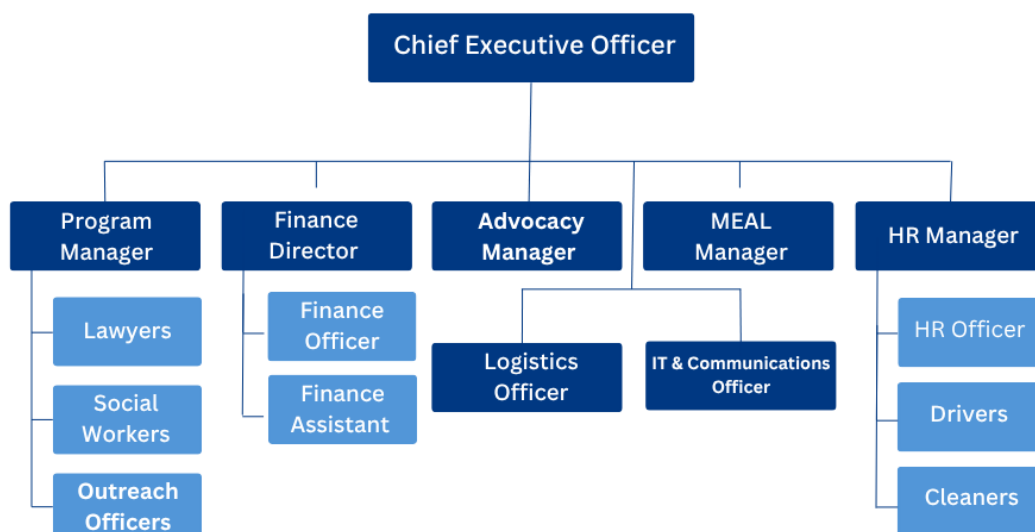 Chief Executive Officer
Program
Manager
Finance
Director
Advocacy
Manager
MEAL
Manager
HR Manager
Lawyers
Social
Workers
Outreach
Officers
Finance
Officer
Finance
Assistant
Logistics
Officer
IT & Communications
Officer
HR Officer
Drivers
Cleaners